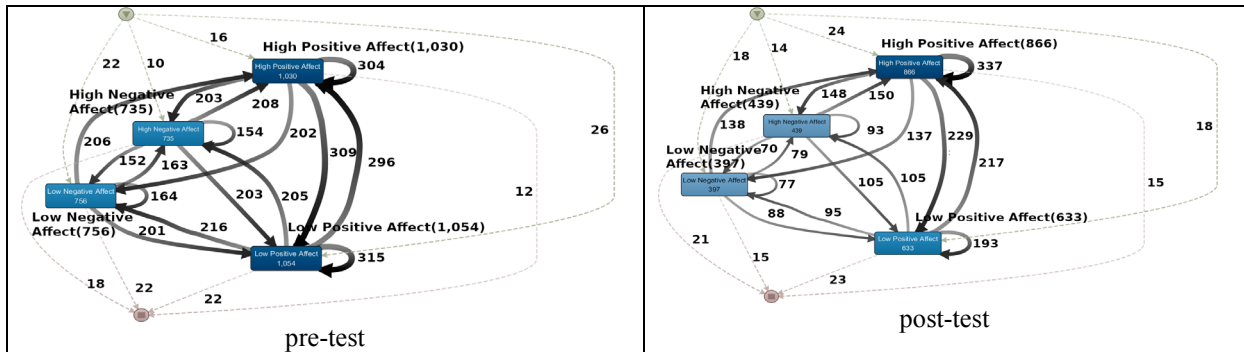 16
High Positive Affect(1,030)
High Positive Affect
1,030
304
22
10
High Negative
Affect(735)
203
208
High Negative Affect
735
154
202
26
206
152
163
309
296
12
Low Negative Affect
756
164
203
205
Low Negative
Affect(756)
201
216
Low Positive Affect(1,054)
Low Positive Affect
1,054
315
18
22
22
pre-test
24
18
14
High Positive Affect(866)
High Positive Affect
866
337
High Negative
Affect(439)
148
150
High Negative Affect
439
93
138
137
229
18
Low Negative
Affect(397)
70
79
217
Low Negative Affect
397
77
105
105
15
88
95
Low Positive Affect(633)
Low Positive Affect
633
193
21
15
23
post-test